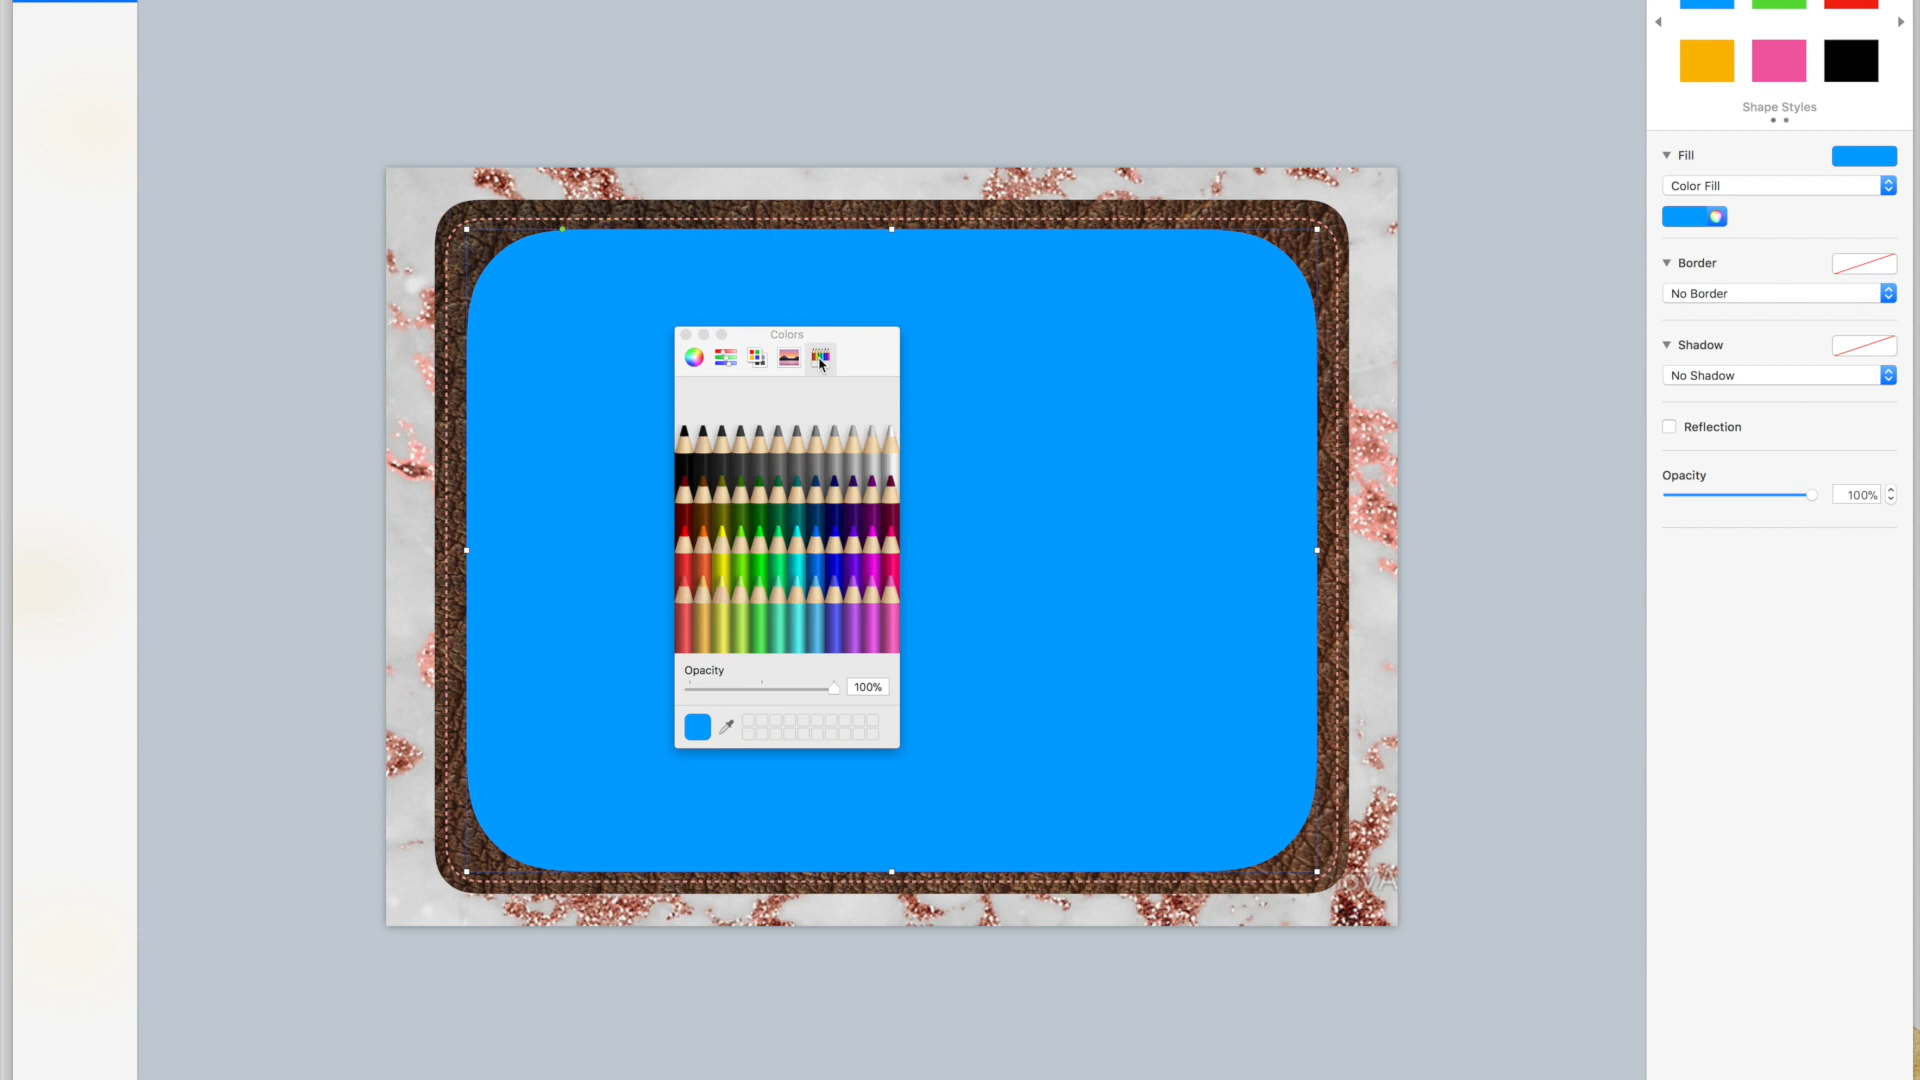 Shape Styles
Fill
Color Fill
Border
No Border
Shadow
No Shadow
Reflection
Opacity
100%
Colors
Opacity
100%